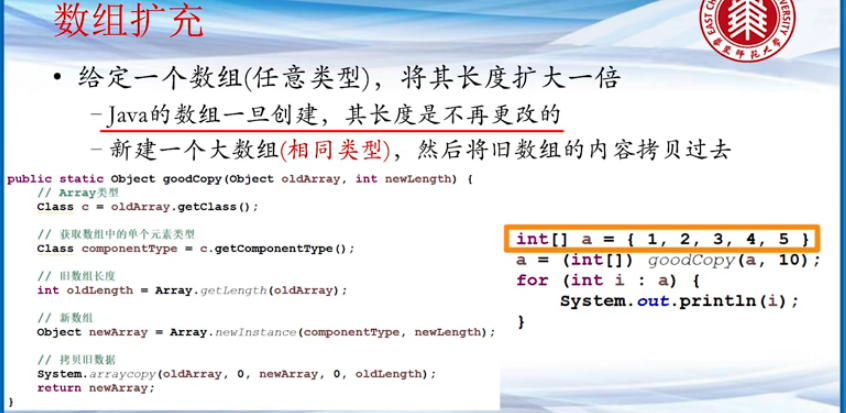 数组扩充
EAST CH
UNIVERSITY
华东师范大学
• 给定一个数组(任意类型)，将其长度扩大一倍
–Java的数组一旦创建，其长度是不再更改的
–新建一个大数组(相同类型)，然后将旧数组的内容拷贝过去
public static Object goodCopy(Object oldArray, int newLength) {
// Array类型
Class c = oldArray.getClass();
// 获取数组中的单个元素类型
Class componentType = c.getComponentType();
// 旧数组长度
int oldLength = Array.getLength(oldArray);
// 新数组
Object newArray = Array.newInstance(componentType, newLength);
// 拷贝旧数据
System.arraycopy(oldArray, 0, newArray, 0, oldLength);
return newArray;
}
int[] a = { 1, 2, 3, 4, 5 }
a = (int[]) goodCopy(a, 10);
for (int i : a) {
System.out.println(i);
}